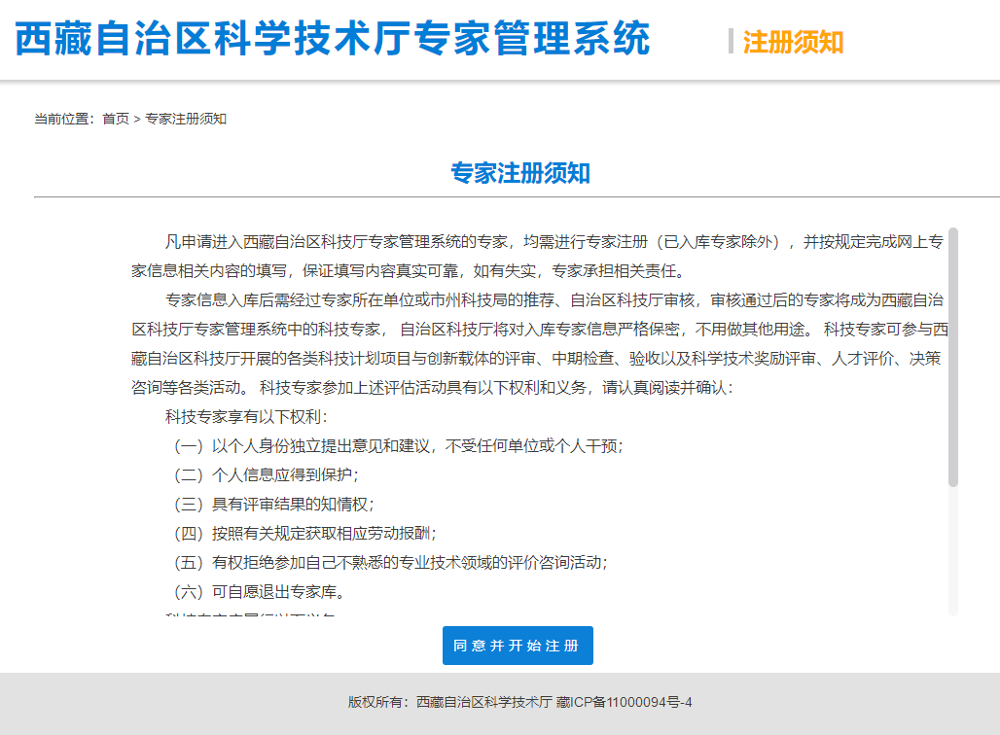 西藏自治区科学技术厅专家管理系统
注册须知
当前位置：首页 > 专家注册须知
专家注册须知
凡申请进入西藏自治区科技厅专家管理系统的专家，均需进行专家注册（已入库专家除外），并按规定完成网上专
家信息相关内容的填写，保证填写内容真实可靠，如有失实，专家承担相关责任。
专家信息入库后需经过专家所在单位或市州科技局的推荐、自治区科技厅审核，审核通过后的专家将成为西藏自治
区科技厅专家管理系统中的科技专家， 自治区科技厅将对入库专家信息严格保密，不用做其他用途。 科技专家可参与西
藏自治区科技厅开展的各类科技计划项目与创新载体的评审、中期检查、验收以及科学技术奖励评审、人才评价、决策
咨询等各类活动。 科技专家参加上述评估活动具有以下权利和义务，请认真阅读并确认：
科技专家享有以下权利：
（一）以个人身份独立提出意见和建议，不受任何单位或个人干预；
（二）个人信息应得到保护；
（三）具有评审结果的知情权；
（四）按照有关规定获取相应劳动报酬；
（五）有权拒绝参加自己不熟悉的专业技术领域的评价咨询活动；
（六）可自愿退出专家库。
同意并开始注册
版权所有：西藏自治区科学技术厅 藏ICP备11000094号-4